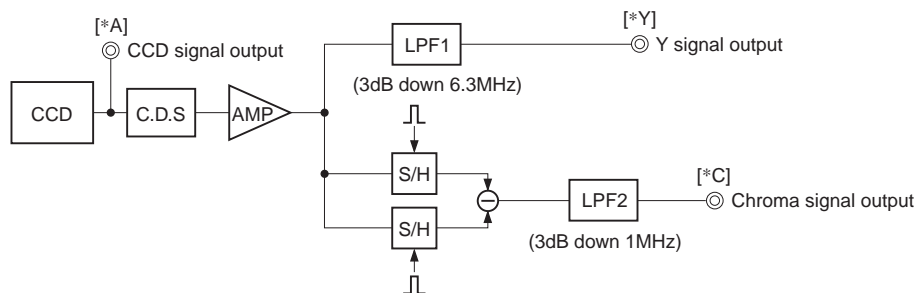 [*A]
CCD signal output
[*Y]
Y signal output
LPF1
(3dB down 6.3MHz)
CCD
C.D.S
AMP
S/H
S/H
[*C]
Chroma signal output
LPF2
(3dB down 1MHz)